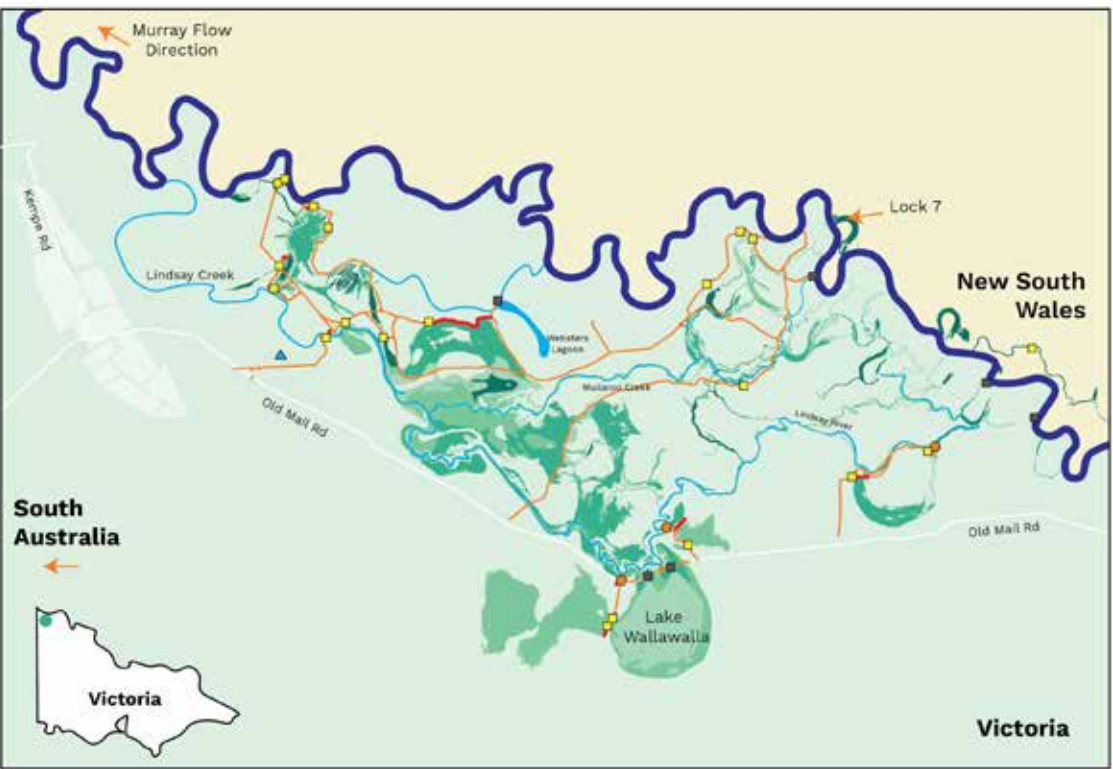 Murray Flow
Direction
Kempe Rd
Lock 7
Lindsay Creek
New South
Wales
Websters
Lagoon
Mullaroo Creek
Old Mail Rd
Lindsay River
South
Australia
Old Mail Rd
Lake
Wallawalla
Victoria
Victoria